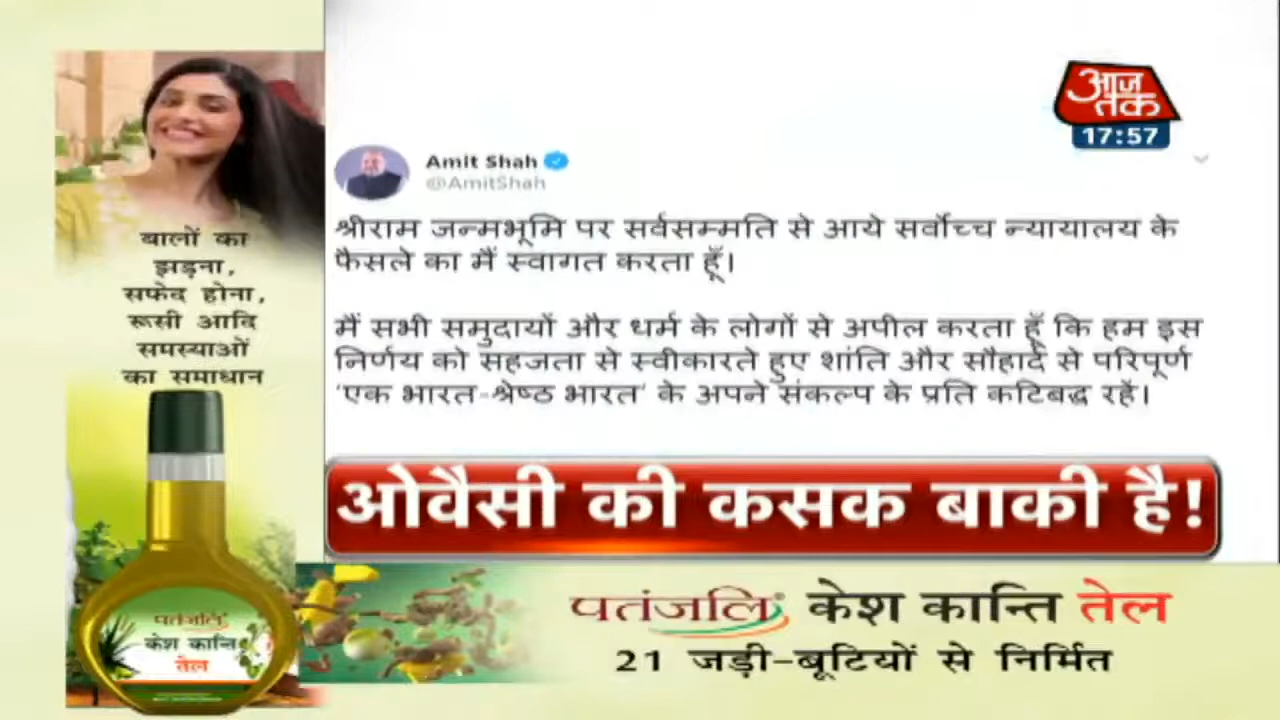 आज
तक
17:57
Amit Shah
@AmitShah
श्रीराम जन्मभूमि पर सर्वसम्मति से आये सर्वोच्च न्यायालय के
फैसले का मैं स्वागत करता हूँ।
मैं सभी समुदायों और धर्म के लोगों से अपील करता हूँ कि हम इस
निर्णय को सहजता से स्वीकारते हुए शांति और सौहार्द से परिपूर्ण
'एक भारत-श्रेष्ठ भारत' के अपने संकल्प के प्रति कटिबद्ध रहें।
ओवैसी की कसक बाकी है!
बालों का
झड़ना,
सफेद होना,
रूसी आदि
समस्याओं
का समाधान
पतंजलि
केश कान्ति
तेल
पतंजलि केश कान्ति तेल
21 जड़ी-बूटियों से निर्मित